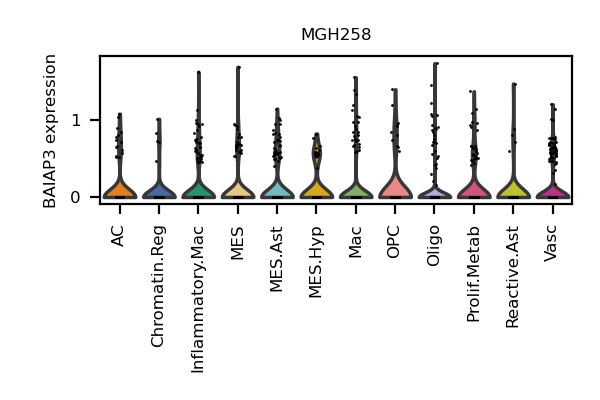 MGH258
BAIAP3 expression
1
0
AC
Chromatin.Reg
Inflammatory.Mac
MES
MES.Ast
MES.Hyp
Mac
OPC
Oligo
Prolif.Metab
Reactive.Ast
Vasc